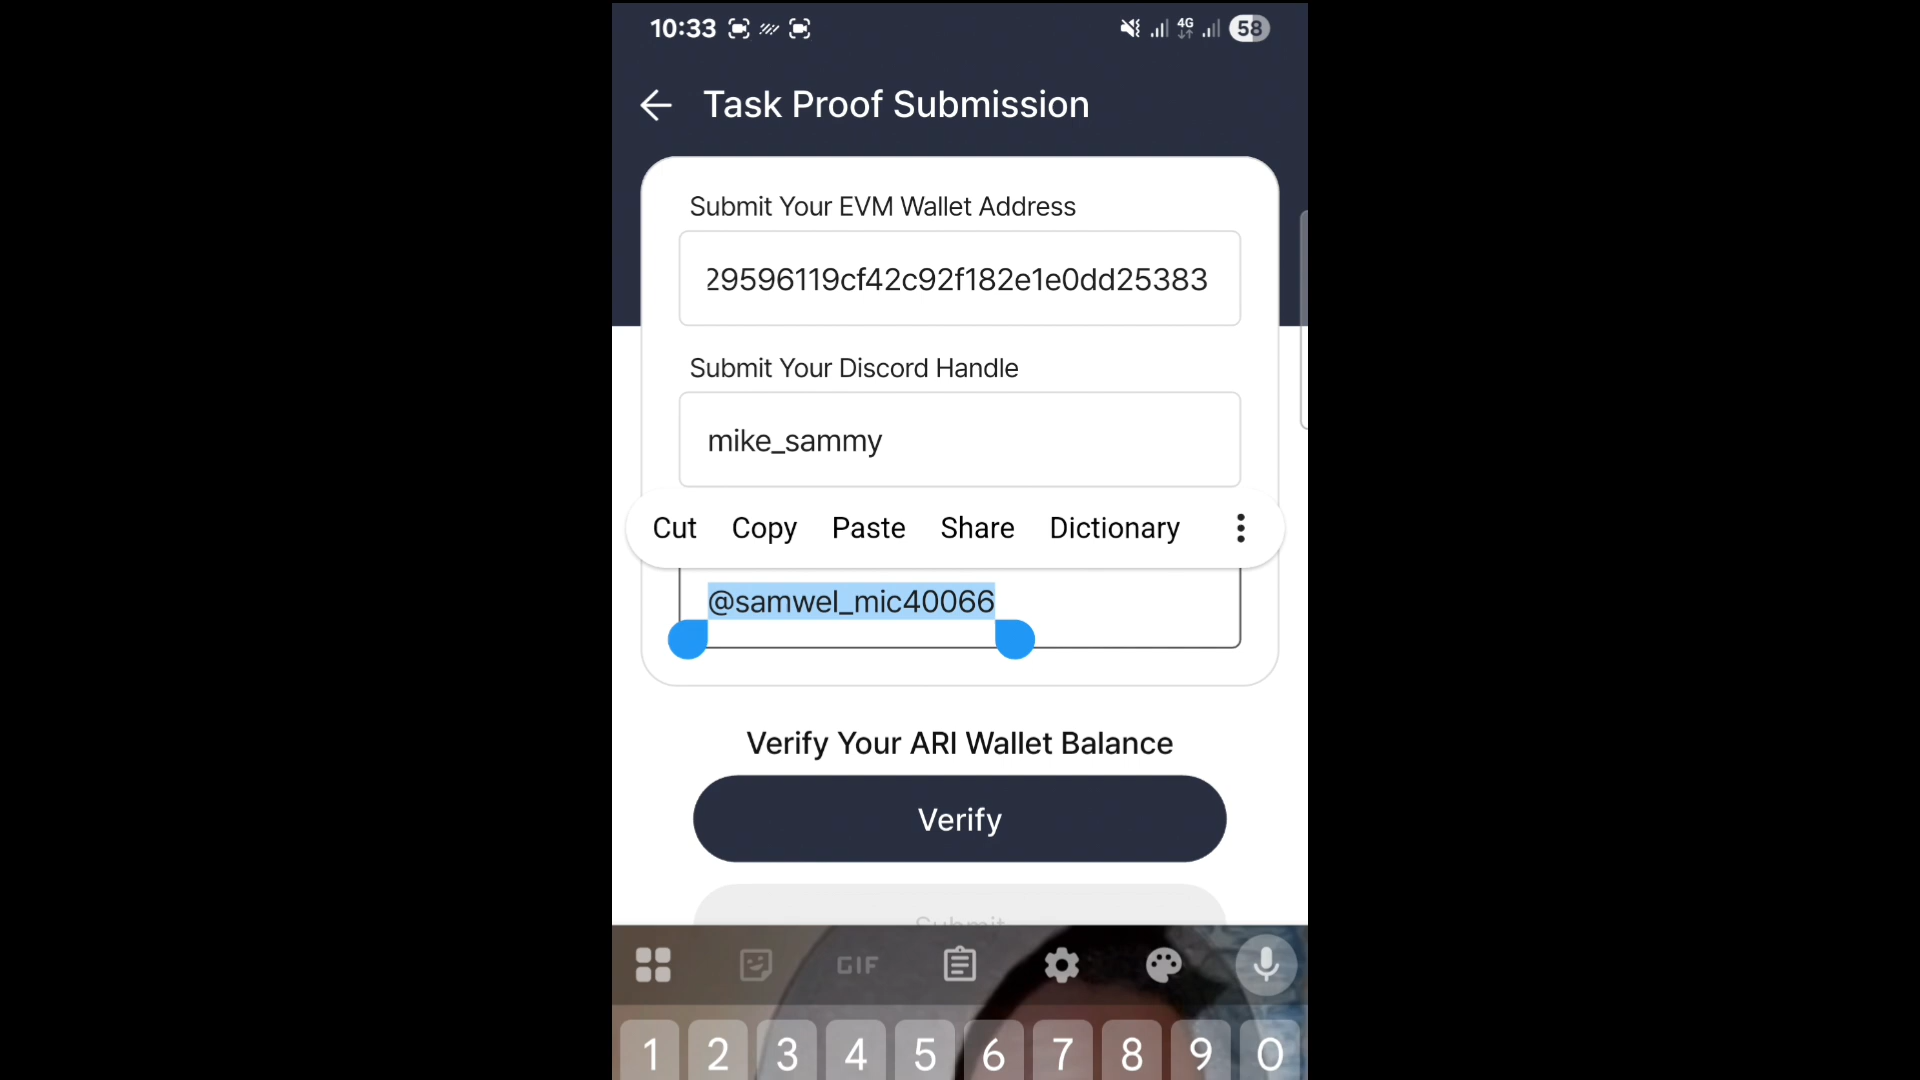 10:33
4G
58
Task Proof Submission
Submit Your EVM Wallet Address
29596119cf42c92f182e1e0dd25383
Submit Your Discord Handle
mike_sammy
Cut Copy Paste Share Dictionary
@samwel_mic40066
Verify Your ARI Wallet Balance
Verify
Submit
GIF
1 2 3 4 5 6 7 8 9 0